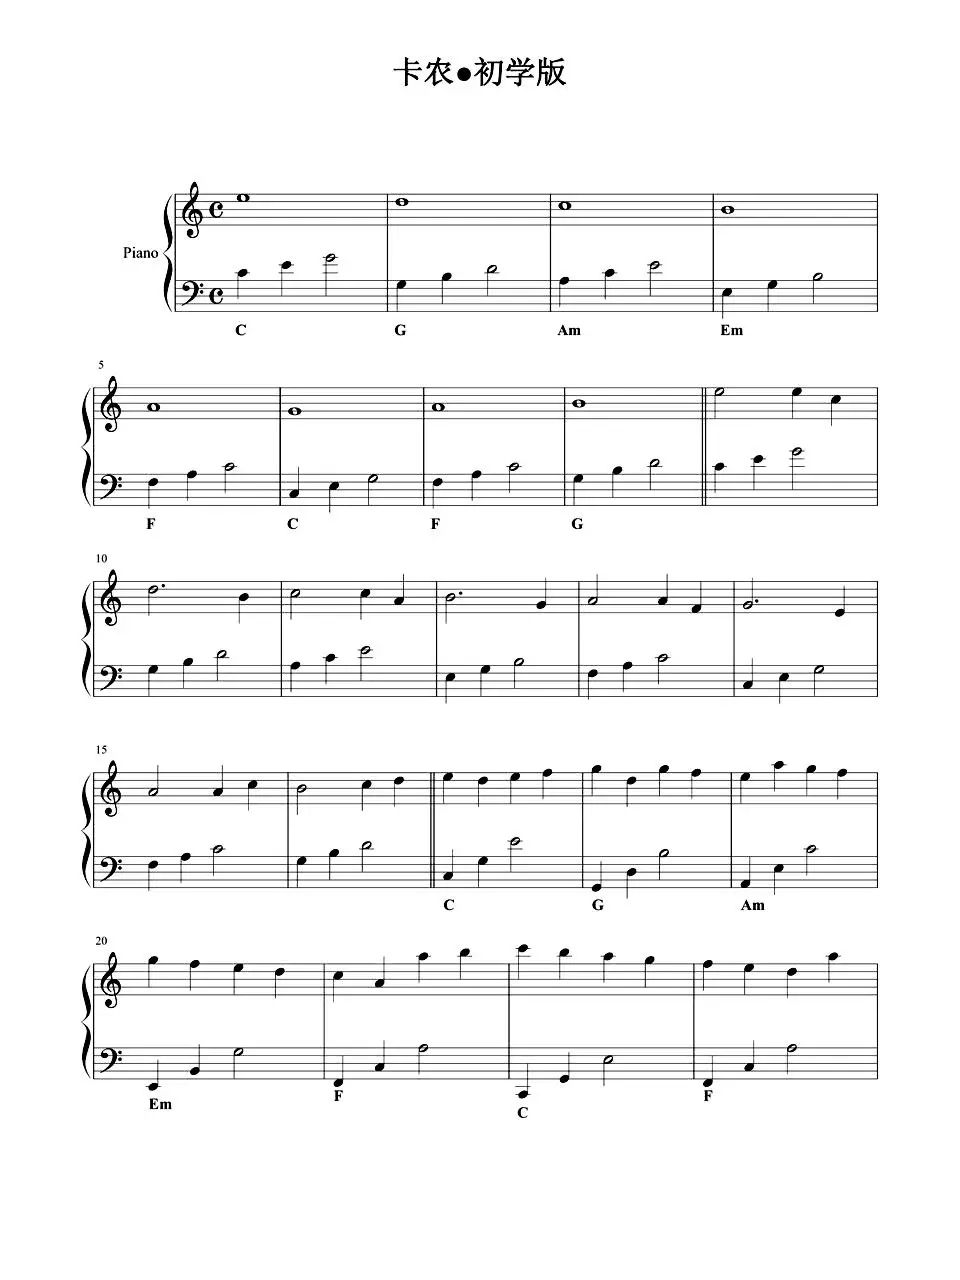 卡农●初学版
Piano
C G Am Em
5
F C F G
10
15
C G Am
20
Em F C F